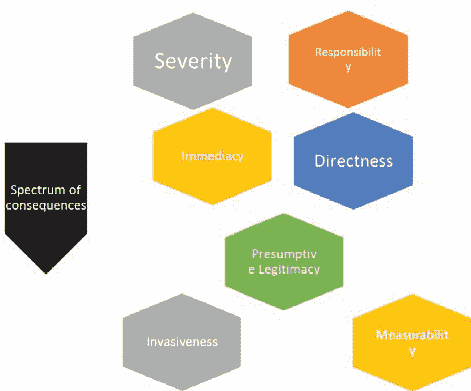 Severity
Responsibilit
y
Immediacy
Directness
Spectrum of
consequences
Presumptiv
e Legitimacy
Invasiveness
Measurabilit
y